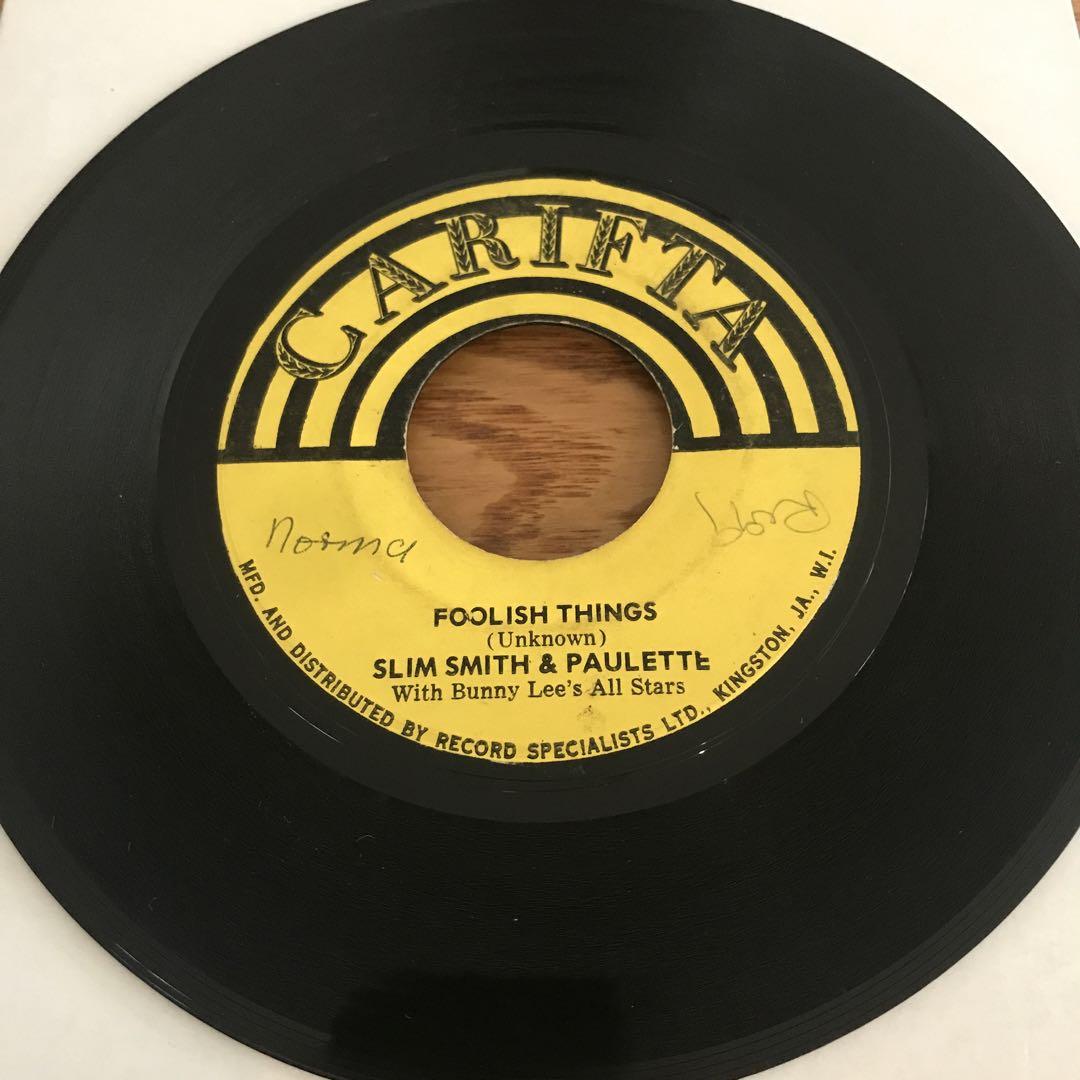 CARIFTA
Norma
FOOLISH THINGS
(Unknown)
SLIM SMITH & PAULETTE
With Bunny Lee's All Stars
MFD. AND DISTRIBUTED BY RECORD SPECIALISTS LTD., KINGSTON, JA., W.I.